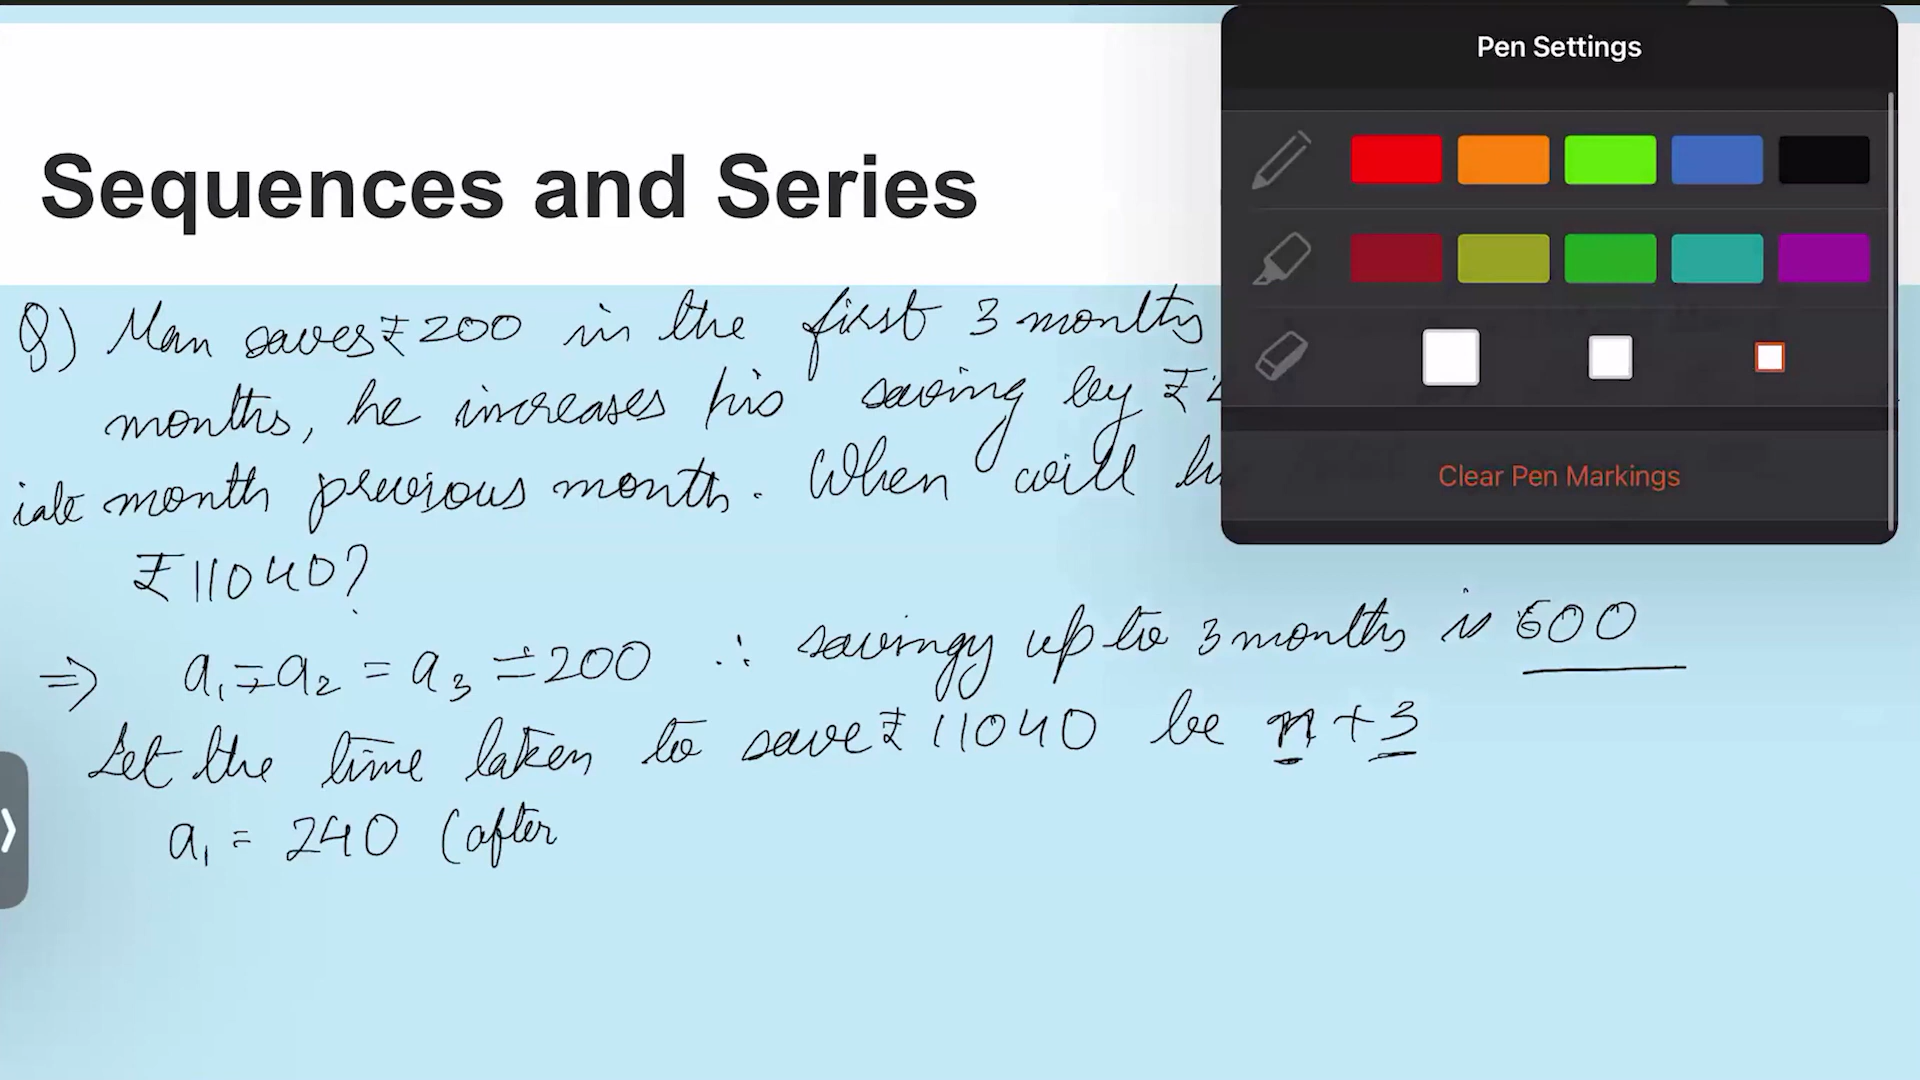 Pen Settings
Sequences and Series
Q) Man saves ₹200 in the first 3 months
months, he increases his saving by ₹
Clear Pen Markings
iate month previous month. When will
₹11040?
⇒ a₁ = a₂ = a₃ = 200 ∴ savingy up to 3 months is 600
Let the time taken to save ₹11040 be n + 3
a₁ = 240 (after